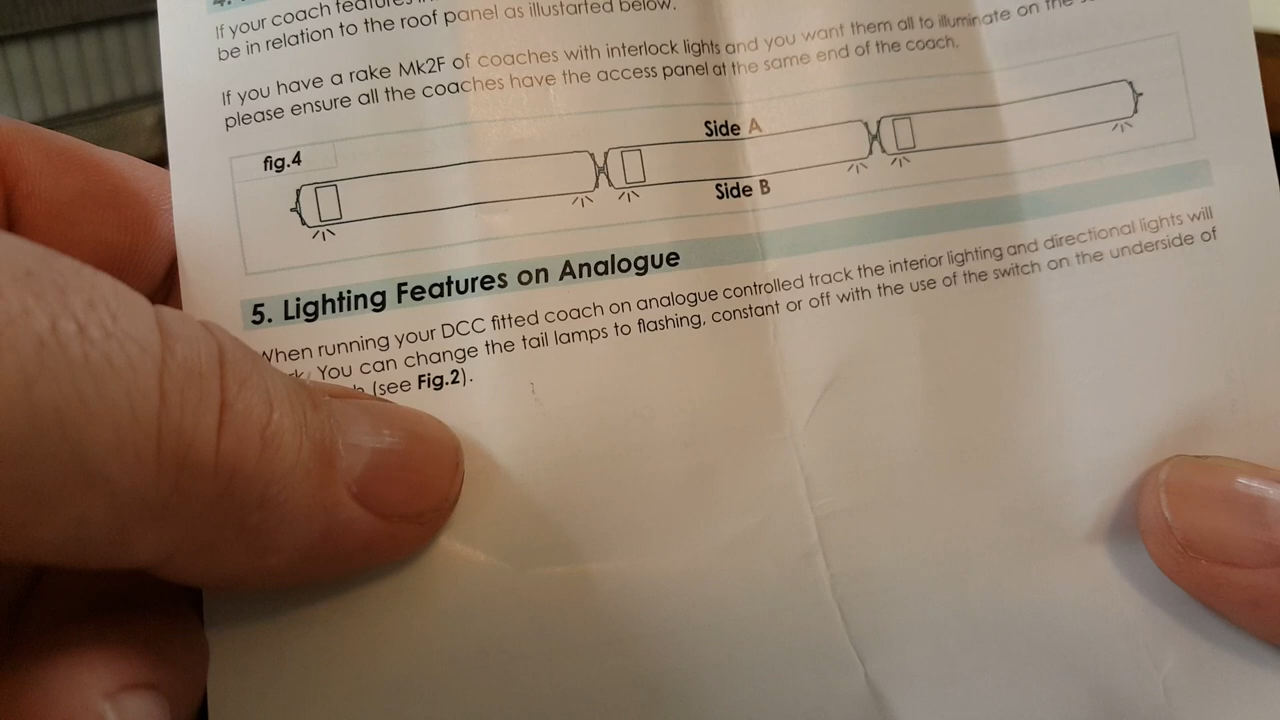 4.
If your coach features
be in relation to the roof panel as illustarted below.
If you have a rake Mk2F of coaches with interlock lights and you want them all to illuminate on the
please ensure all the coaches have the access panel at the same end of the coach.
fig.4
Side A
Side B
5. Lighting Features on Analogue
When running your DCC fitted coach on analogue controlled track the interior lighting and directional lights will
You can change the tail lamps to flashing, constant or off with the use of the switch on the underside of
(see Fig.2).